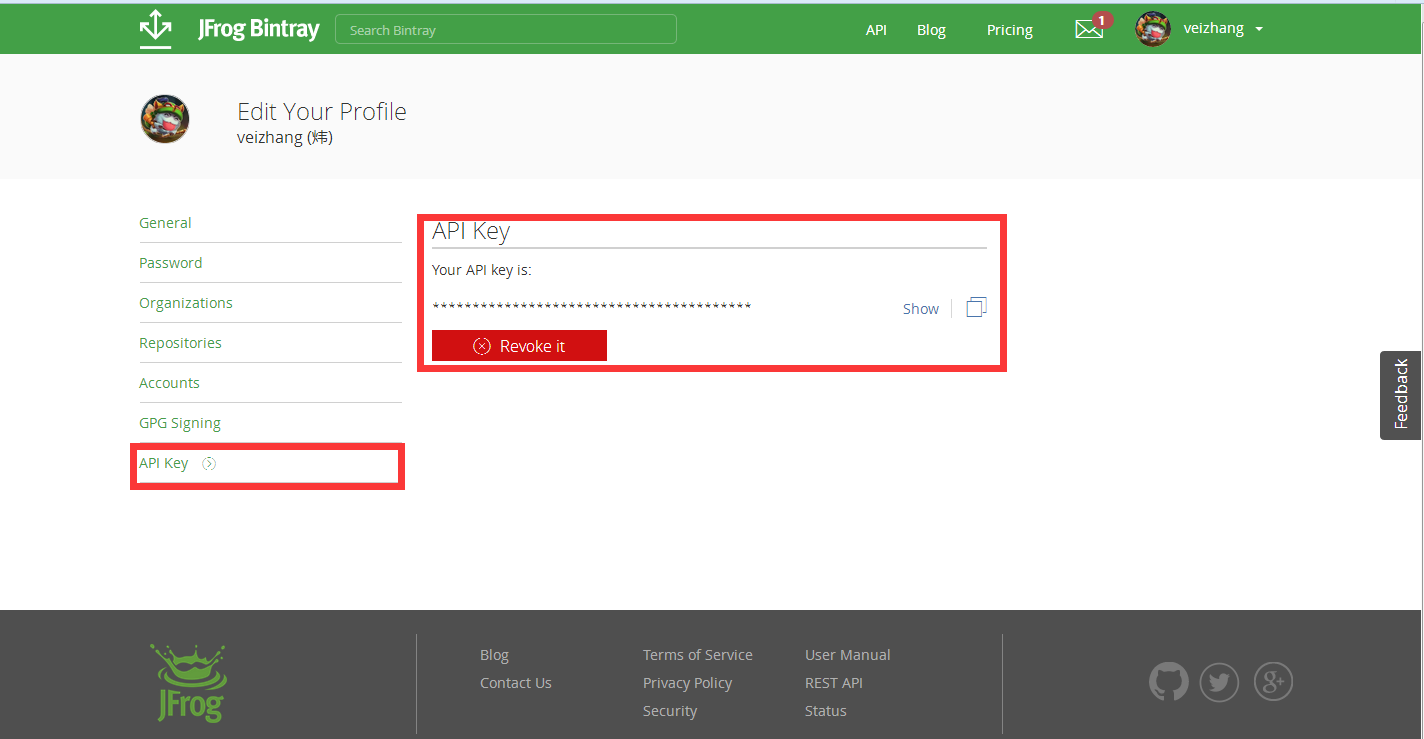 JFrog Bintray
Search Bintray
API
Blog
Pricing
1
veizhang
Edit Your Profile
veizhang (炜)
General
Password
Organizations
Repositories
Accounts
GPG Signing
API Key
API Key
Your API key is:
****************************************
Show
Revoke it
Feedback
JFrog
Blog
Contact Us
Terms of Service
Privacy Policy
Security
User Manual
REST API
Status
g+